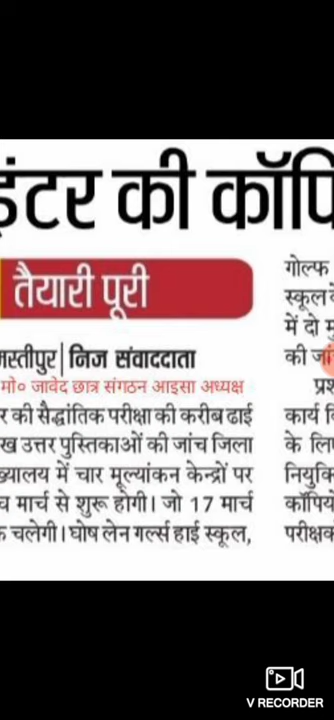 इंटर की कॉपि
तैयारी पूरी
मस्तीपुर | निज संवाददाता
मो० जावेद छात्र संगठन आइसा अध्यक्ष
र की सैद्धांतिक परीक्षा की करीब ढाई
ख उत्तर पुस्तिकाओं की जांच जिला
ख्यालय में चार मूल्यांकन केन्द्रों पर
च मार्च से शुरू होगी। जो 17 मार्च
क चलेगी। घोष लेन गर्ल्स हाई स्कूल,
गोल्फ
स्कूल
में दो मु
की जां
प्रश
कार्य
के लि
नियुक्ति
कॉपियों
परीक्षक
V RECORDER